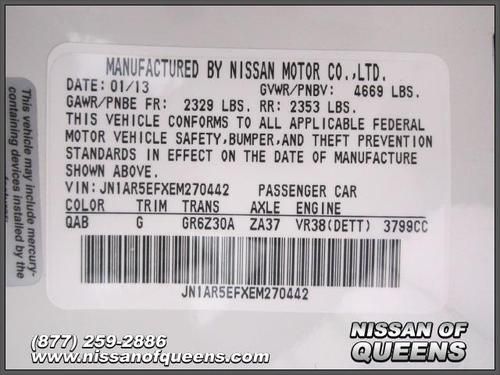 MANUFACTURED BY NISSAN MOTOR CO.,LTD.
DATE: 01/13 GVWR/PNBV: 4669 LBS.
GAWR/PNBE FR: 2329 LBS. RR: 2353 LBS.
THIS VEHICLE CONFORMS TO ALL APPLICABLE FEDERAL
MOTOR VEHICLE SAFETY,BUMPER,AND THEFT PREVENTION
STANDARDS IN EFFECT ON THE DATE OF MANUFACTURE
SHOWN ABOVE.
VIN: JN1AR5EFXEM270442 PASSENGER CAR
COLOR TRIM TRANS AXLE ENGINE
QAB G GR6Z30A ZA37 VR38(DETT) 3799CC
JN1AR5EFXEM270442
This vehicle may include mercury-
containing devices installed by the
(877) 259-2886
www.nissanofqueens.com
NISSAN OF
QUEENS